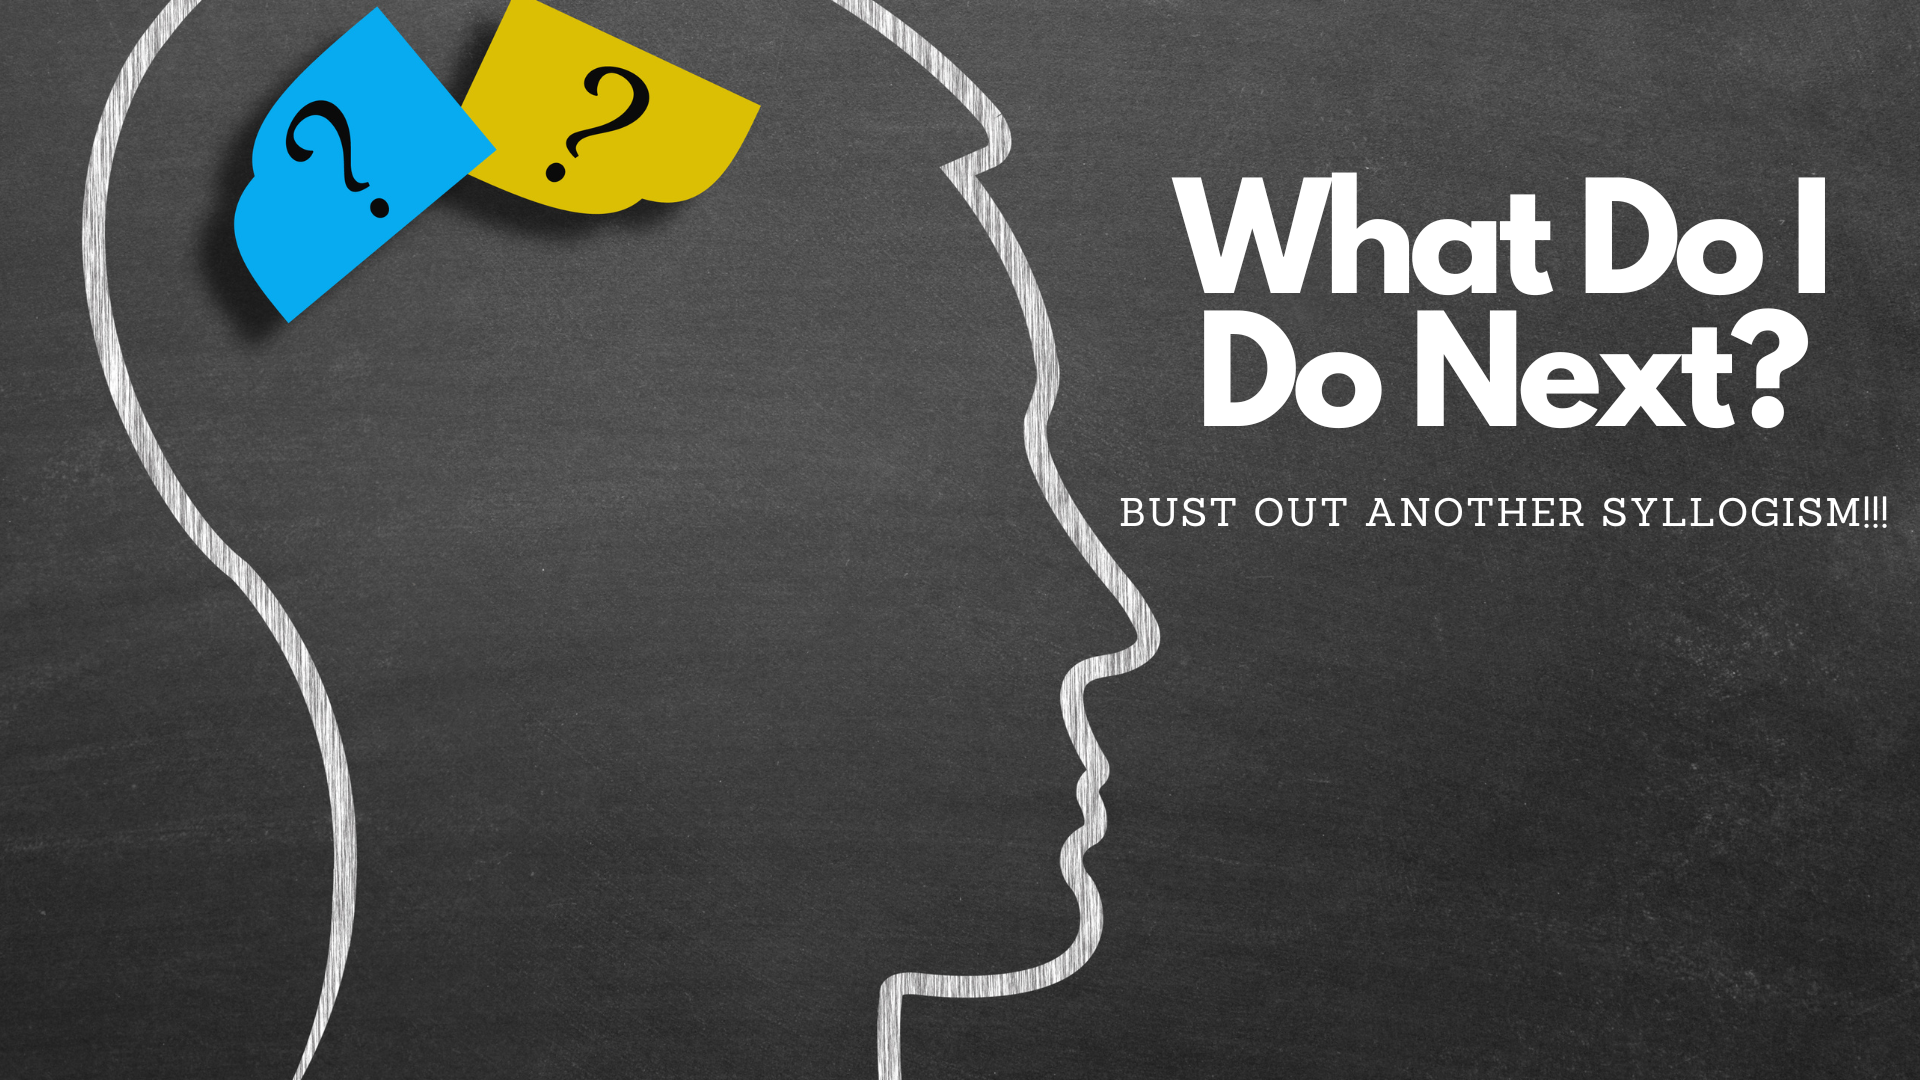 ?
?
What Do I
Do Next?
BUST OUT ANOTHER SYLLOGISM!!!